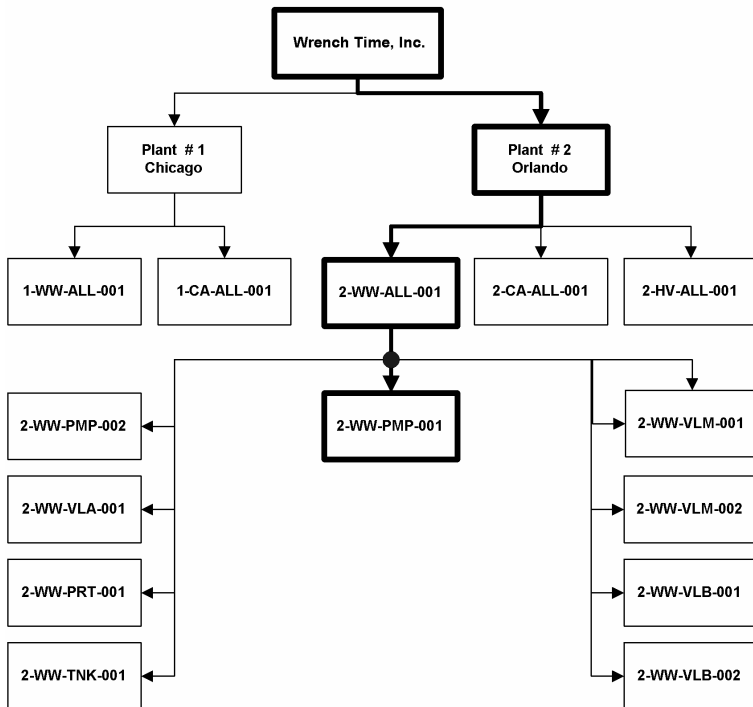 Wrench Time, Inc.
Plant # 1
Chicago
Plant # 2
Orlando
1-WW-ALL-001
1-CA-ALL-001
2-WW-ALL-001
2-CA-ALL-001
2-HV-ALL-001
2-WW-PMP-002
2-WW-PMP-001
2-WW-VLM-001
2-WW-VLA-001
2-WW-VLM-002
2-WW-PRT-001
2-WW-VLB-001
2-WW-TNK-001
2-WW-VLB-002